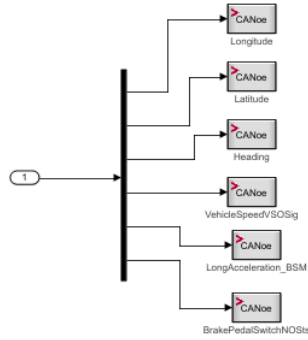 CANoe
Longitude
CANoe
Latitude
CANoe
Heading
1
CANoe
VehicleSpeedVSOSig
CANoe
LongAcceleration_BSM
CANoe
BrakePedalSwitchNOSts